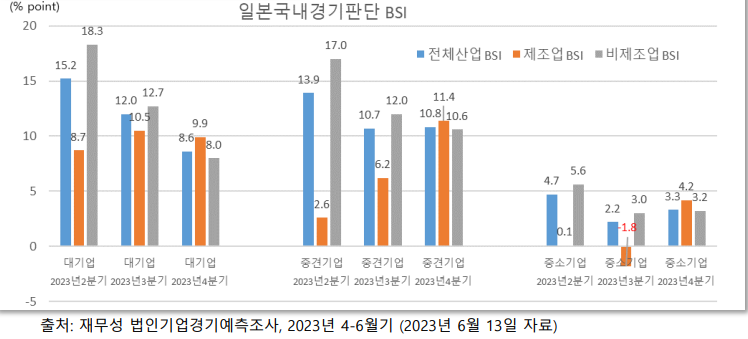 (% point)
일본국내경기판단 BSI
전체산업 BSI 제조업 BSI 비제조업 BSI
20
15
10
5
0
-5
15.2 8.7 18.3
12.0 10.5 12.7
8.6 9.9 8.0
13.9 2.6 17.0
10.7 6.2 12.0
10.8 11.4 10.6
4.7 0.1 5.6
2.2 -1.8 3.0
3.3 4.2 3.2
대기업 대기업 대기업 중견기업 중견기업 중견기업 중소기업 중소기업 중소기업
2023년2분기 2023년3분기 2023년4분기 2023년2분기 2023년3분기 2023년4분기 2023년2분기 2023년3분기 2023년4분기
출처: 재무성 법인기업경기예측조사, 2023년 4-6월기 (2023년 6월 13일 자료)